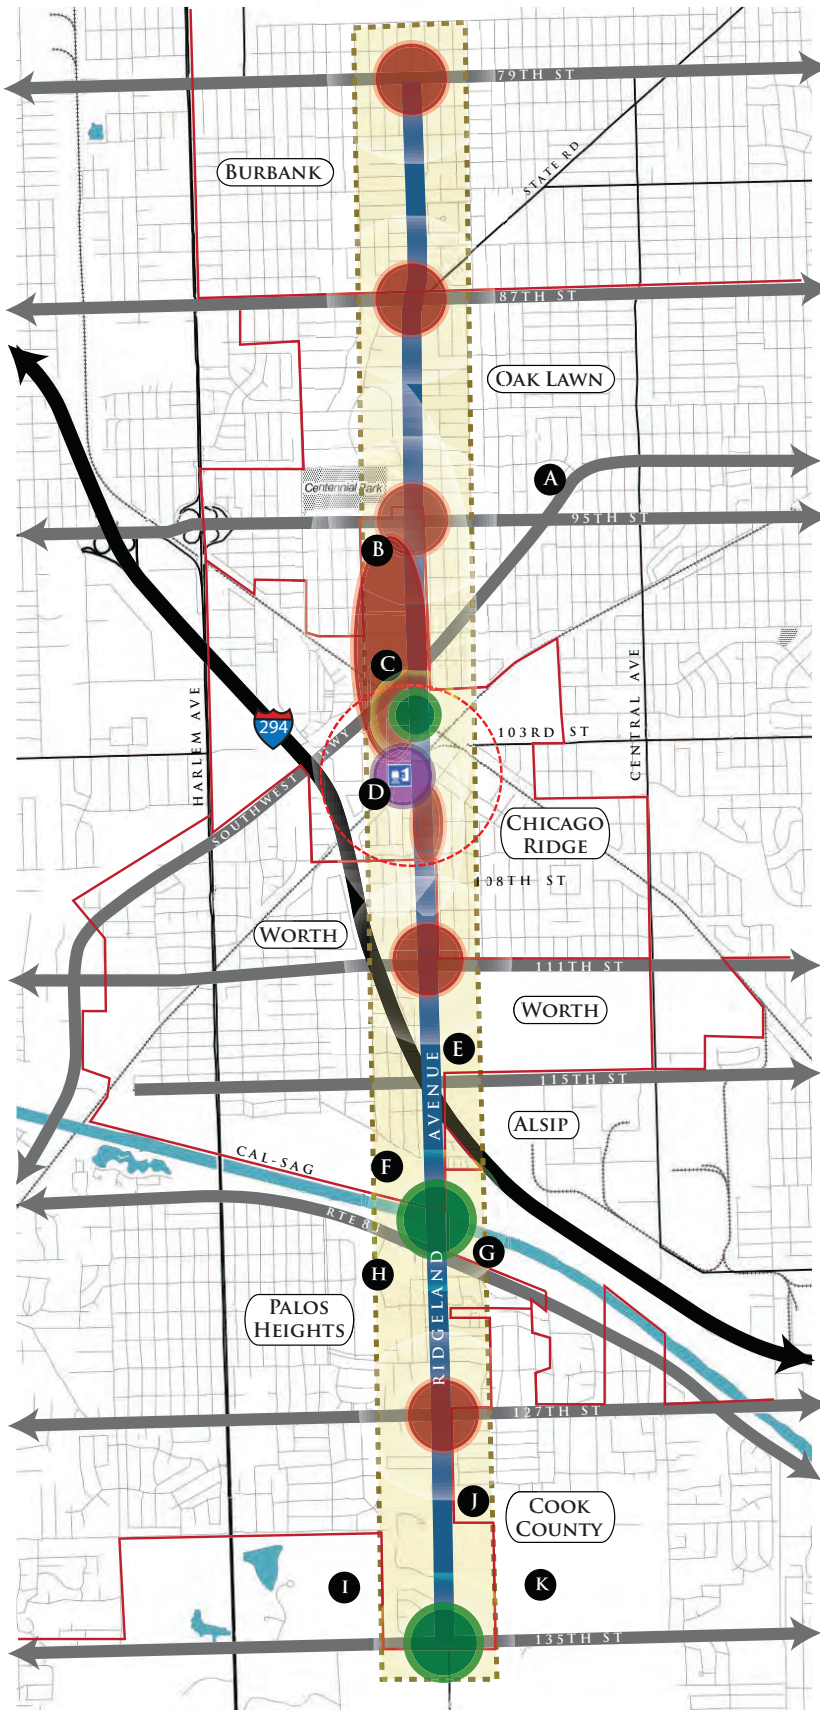 79TH ST
STATE RD
BURBANK
87TH ST
OAK LAWN
A
Centennial Park
95TH ST
B
C
HARLEM AVE
CENTRAL AVE
294
103RD ST
SOUTHWEST HWY
D
CHICAGO
RIDGE
108TH ST
WORTH
111TH ST
WORTH
E
RIDGELAND AVENUE
115TH ST
ALSIP
CAL-SAG
F
RTE 83
G
H
PALOS
HEIGHTS
127TH ST
J
COOK
COUNTY
I
K
135TH ST